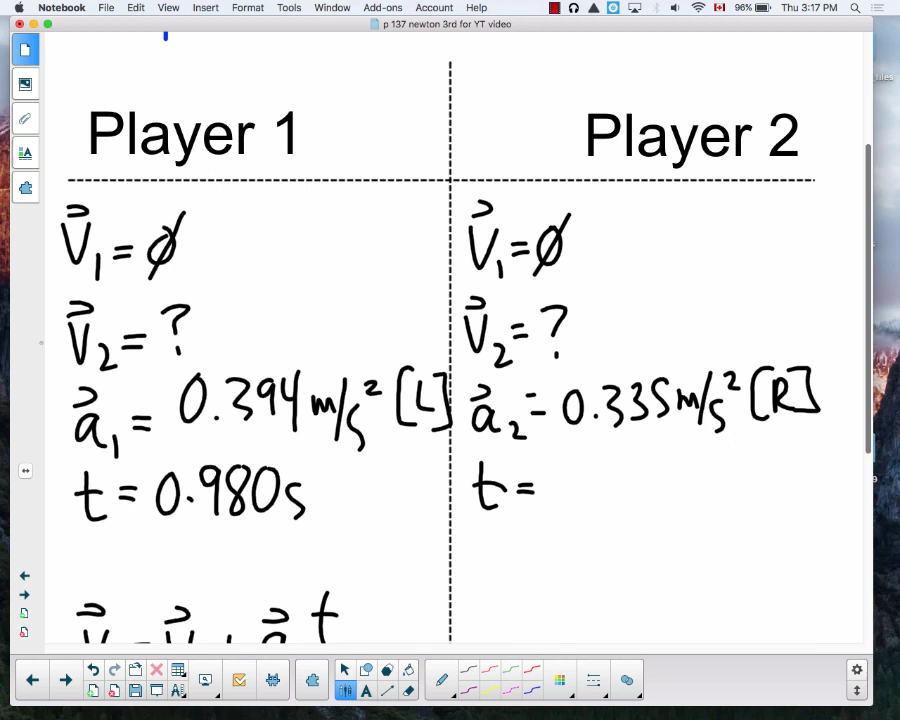 Notebook File Edit View Insert Format Tools Window Add-ons Account Help 96% Thu 3:17 PM
p 137 newton 3rd for YT video
files
Player 1
Player 2
V⃗₁ = ∅
V⃗₂ = ?
a⃗₁ = 0.394 m/s² [L]
t = 0.980s
V⃗₁ = ∅
V⃗₂ = ?
a⃗₂ = 0.335 m/s² [R]
t =